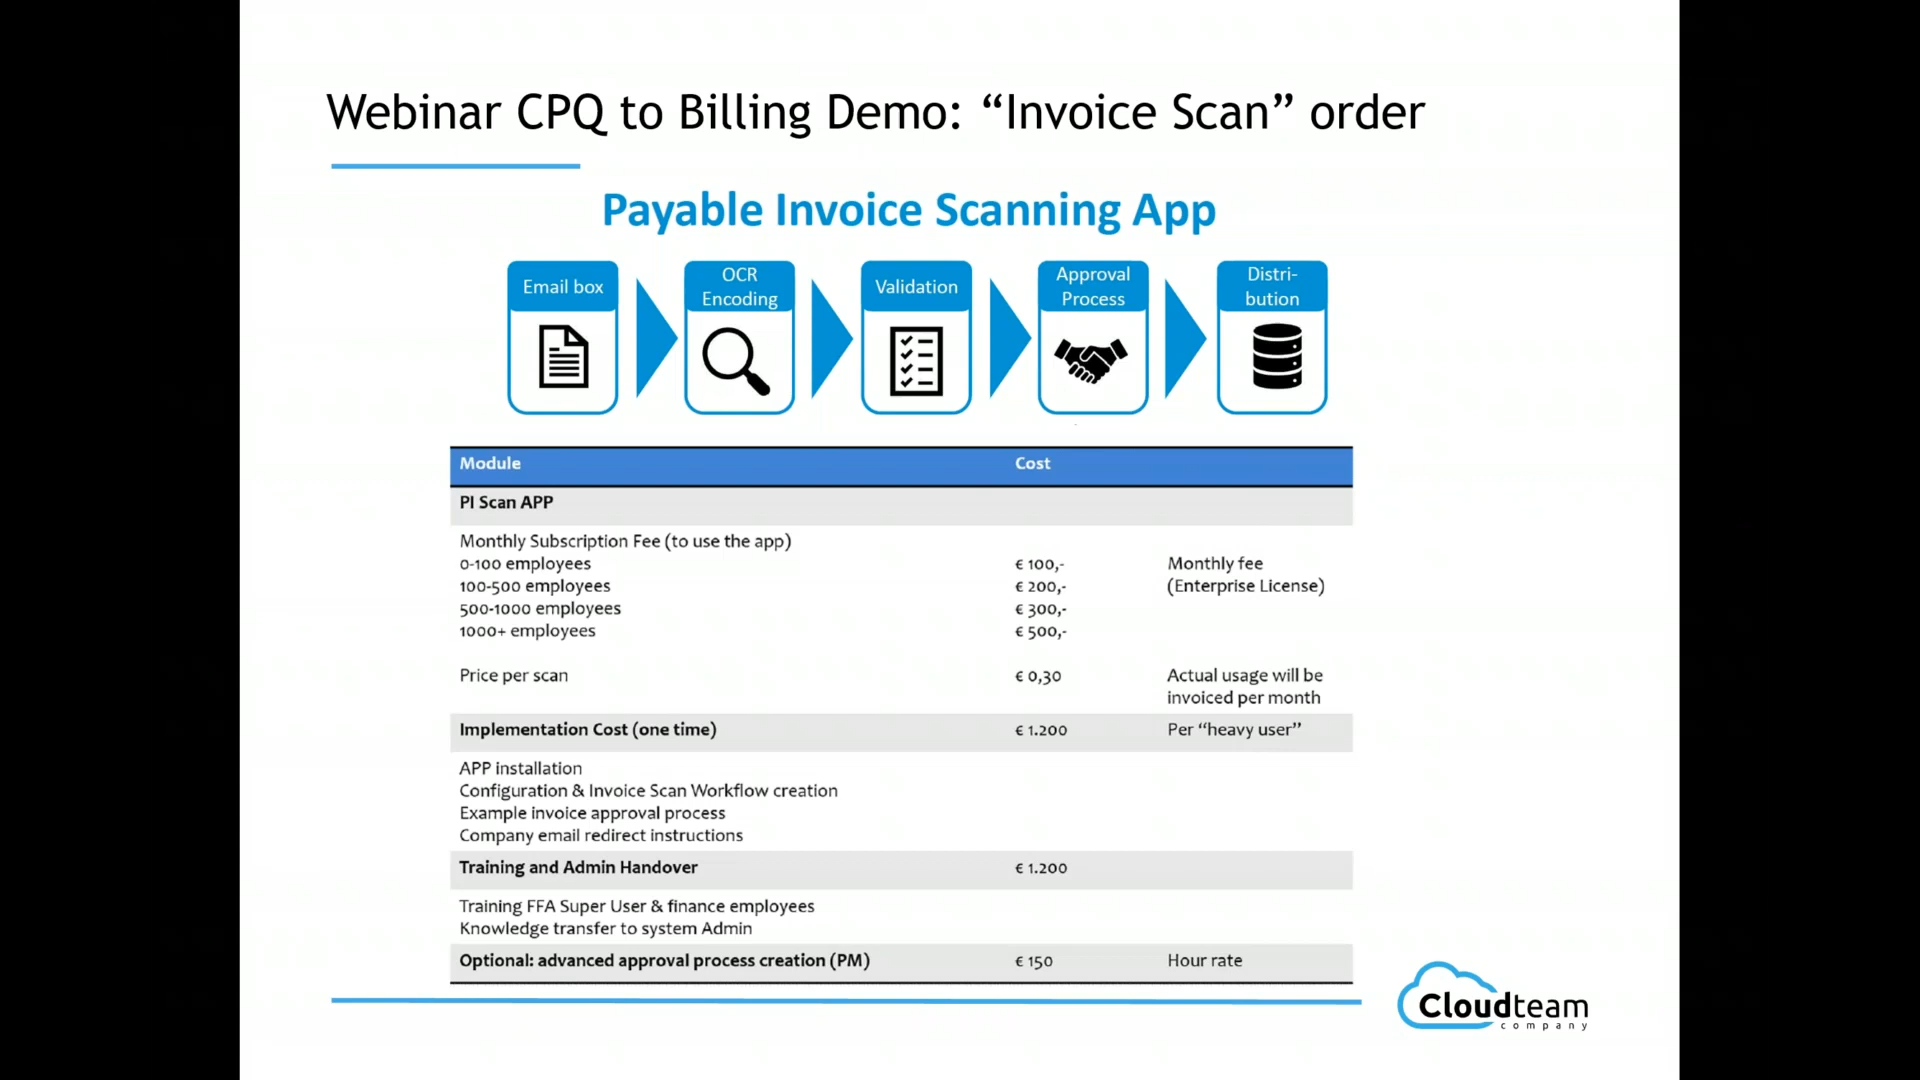 Webinar CPQ to Billing Demo: “Invoice Scan” order
Payable Invoice Scanning App
Email box
OCR
Encoding
Validation
Approval
Process
Distri-
bution
Module Cost
PI Scan APP
Monthly Subscription Fee (to use the app)
0-100 employees € 100,- Monthly fee
100-500 employees € 200,- (Enterprise License)
500-1000 employees € 300,-
1000+ employees € 500,-
Price per scan € 0,30 Actual usage will be
invoiced per month
Implementation Cost (one time) € 1.200 Per “heavy user”
APP installation
Configuration & Invoice Scan Workflow creation
Example invoice approval process
Company email redirect instructions
Training and Admin Handover € 1.200
Training FFA Super User & finance employees
Knowledge transfer to system Admin
Optional: advanced approval process creation (PM) € 150 Hour rate
Cloudteam
company